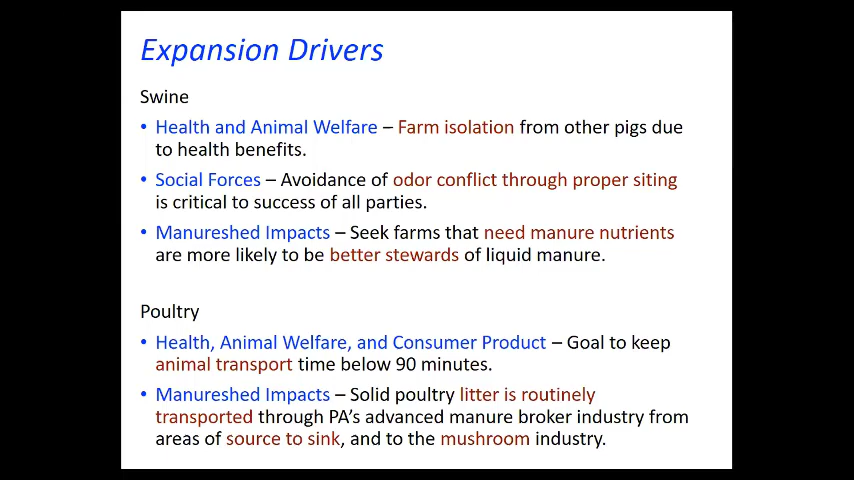 Expansion Drivers
Swine
• Health and Animal Welfare – Farm isolation from other pigs due
to health benefits.
• Social Forces – Avoidance of odor conflict through proper siting
is critical to success of all parties.
• Manureshed Impacts – Seek farms that need manure nutrients
are more likely to be better stewards of liquid manure.
Poultry
• Health, Animal Welfare, and Consumer Product – Goal to keep
animal transport time below 90 minutes.
• Manureshed Impacts – Solid poultry litter is routinely
transported through PA’s advanced manure broker industry from
areas of source to sink, and to the mushroom industry.